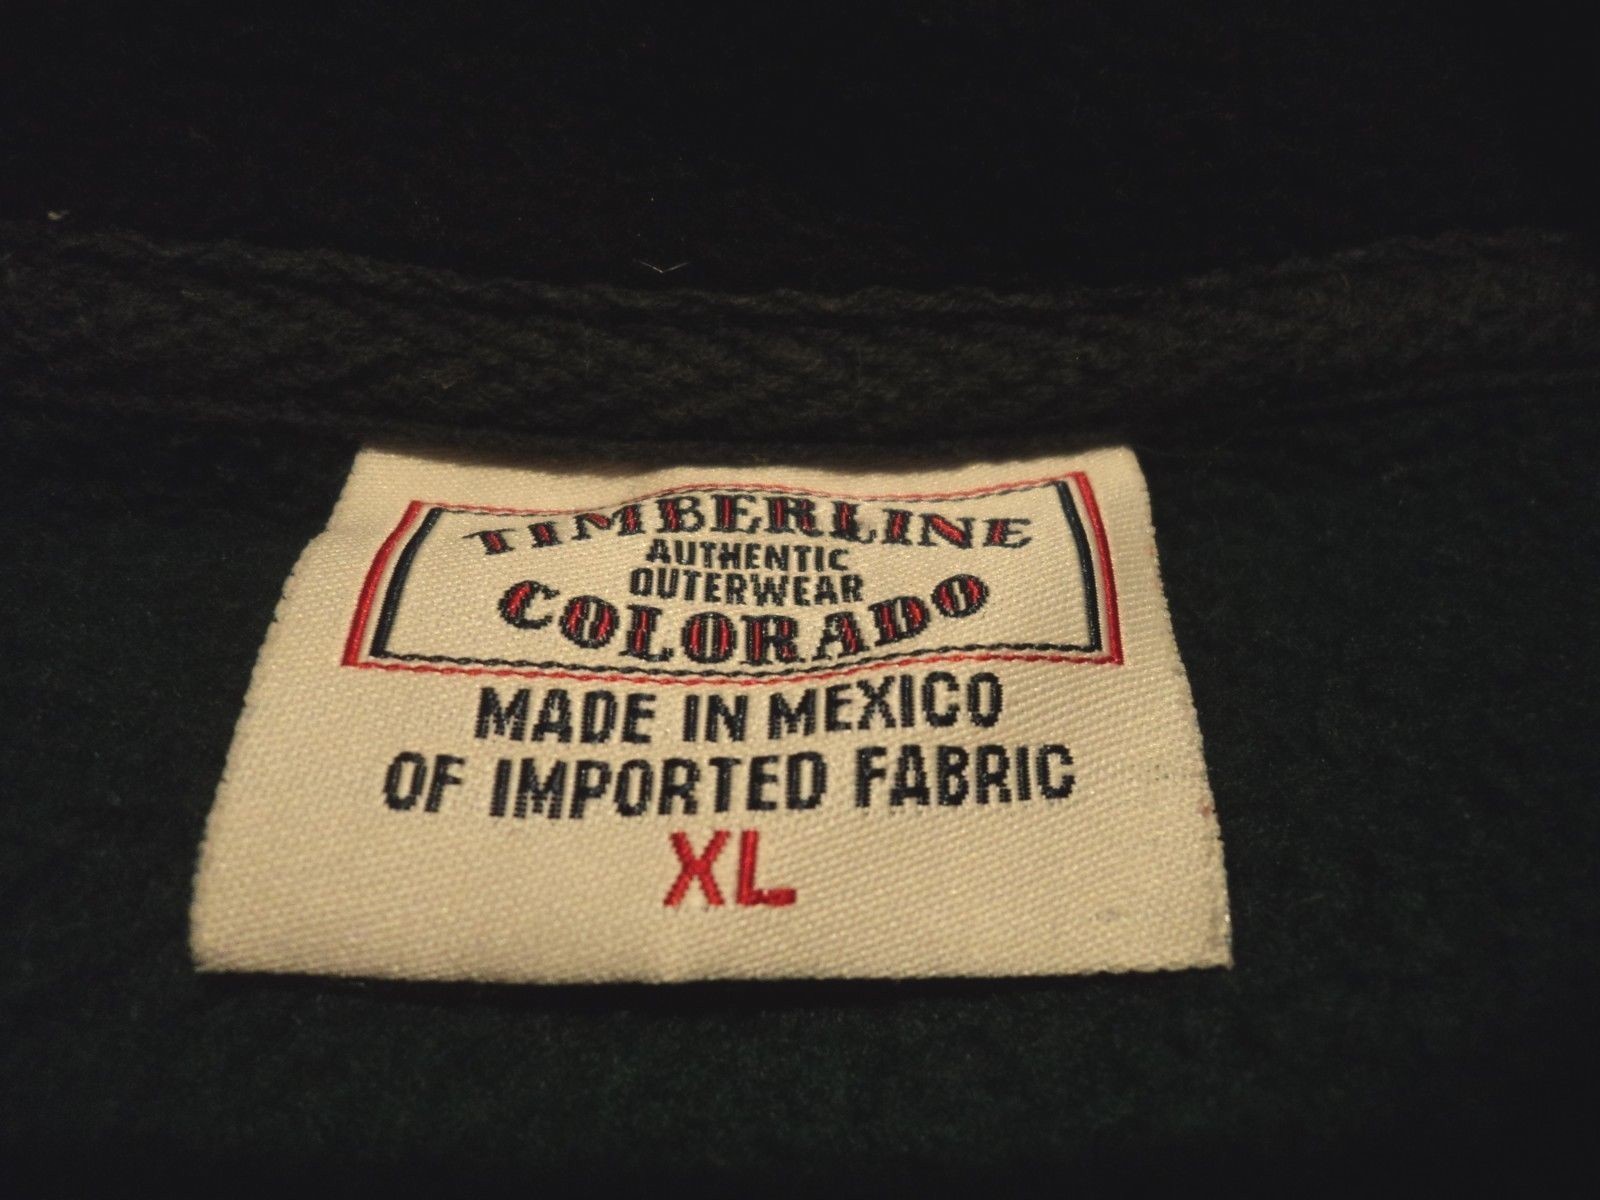 TIMBERLINE
AUTHENTIC
OUTERWEAR
COLORADO
MADE IN MEXICO
OF IMPORTED FABRIC
XL